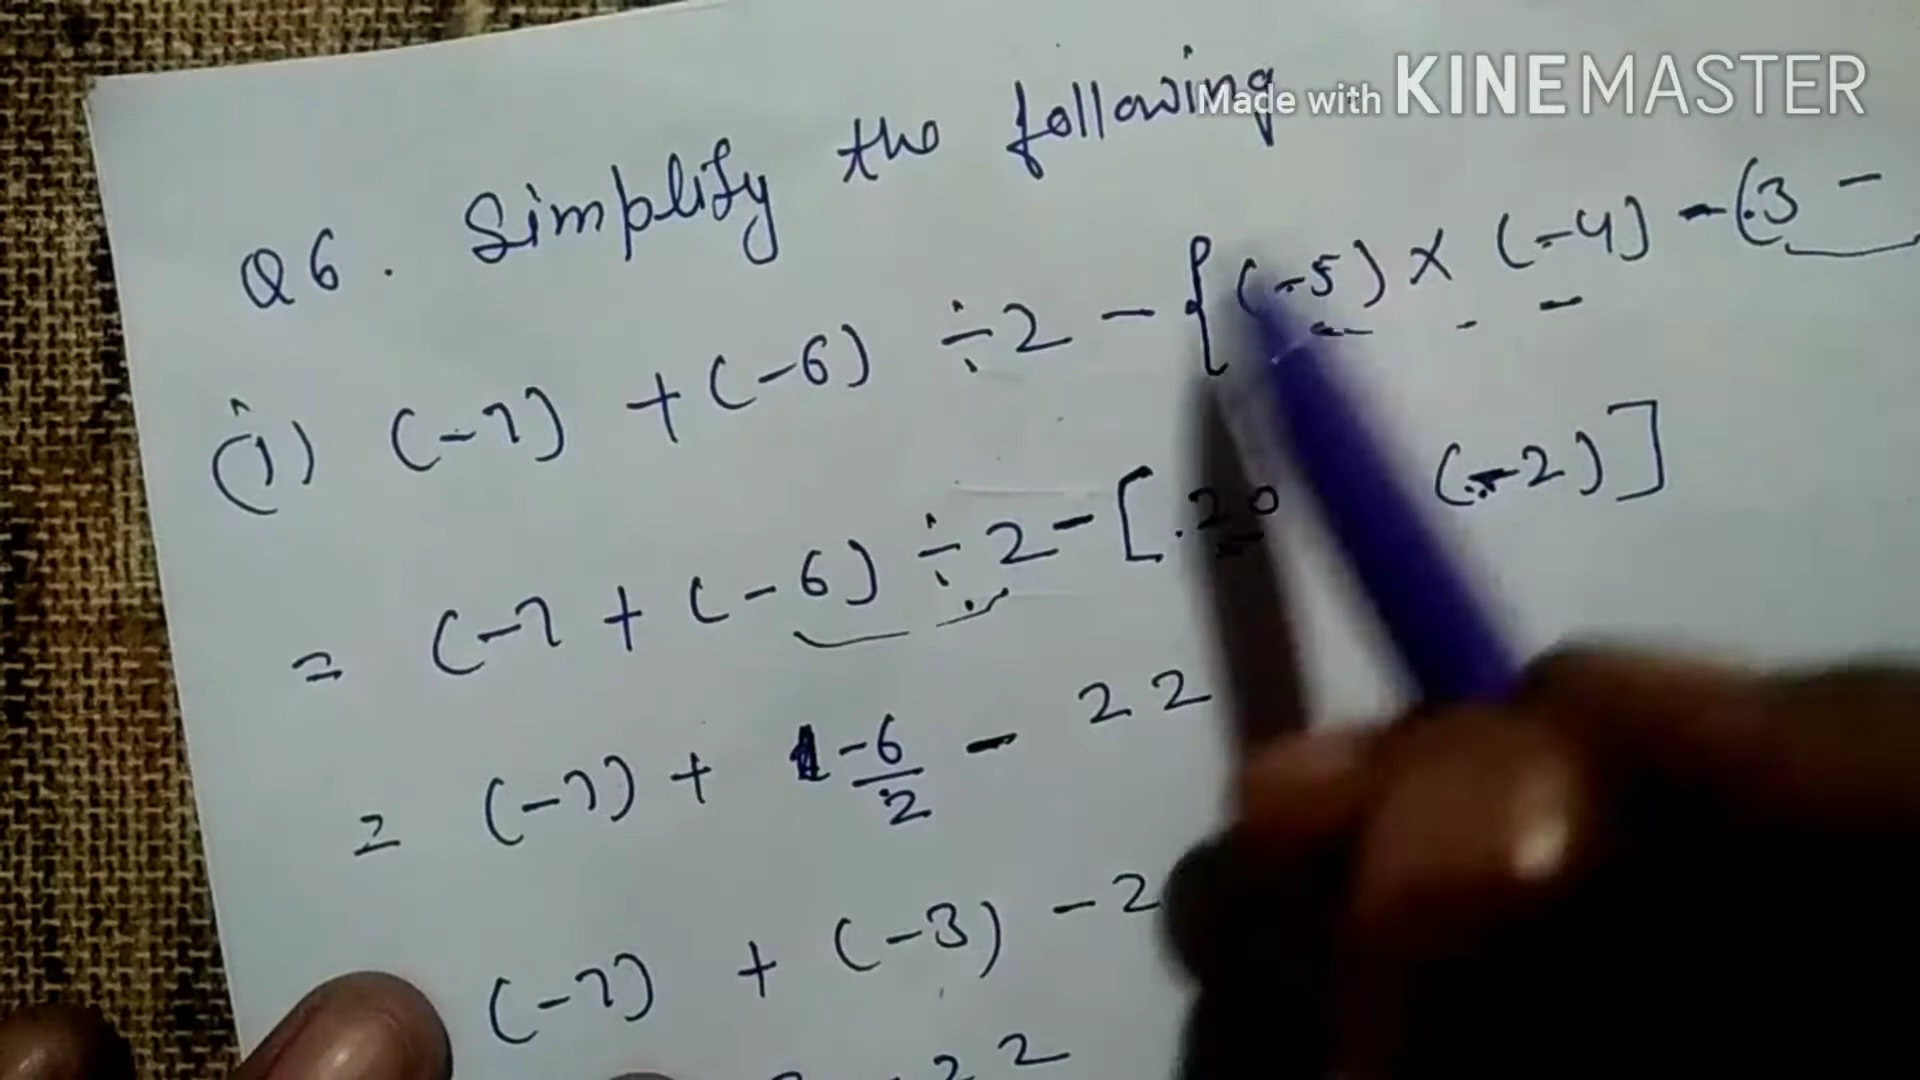 Made with KINEMASTER
Q6. Simplify the following
(i) (-7) + (-6) ÷2 - { (-5) × (-4) - (3 -
= (-7 + (-6) ÷ 2 - [ 20 (-2) ]
= (-7) + -6/2 - 22
(-7) + (-3) - 2
22